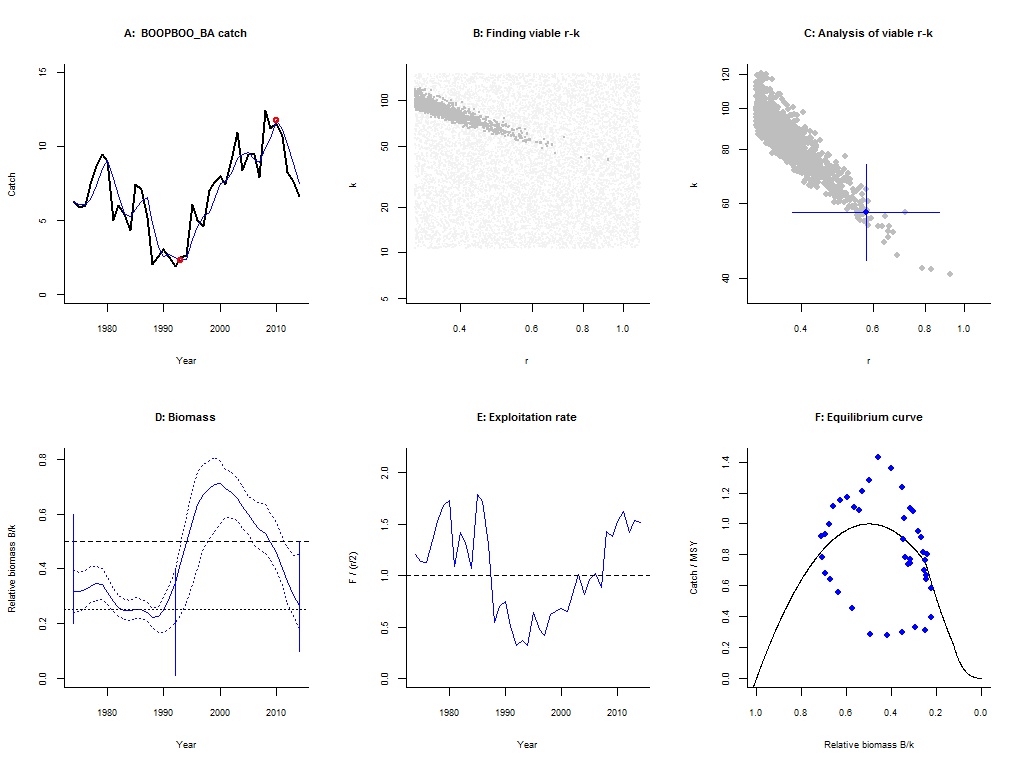 A: BOOPBOO_BA catch
Catch
15
10
5
0
1980 1990 2000 2010
Year
B: Finding viable r-k
k
100
50
20
10
5
0.4 0.6 0.8 1.0
r
C: Analysis of viable r-k
k
120
100
80
60
40
0.4 0.6 0.8 1.0
r
D: Biomass
Relative biomass B/k
0.8
0.6
0.4
0.2
0.0
1980 1990 2000 2010
Year
E: Exploitation rate
F / (r/2)
2.0
1.5
1.0
0.5
0.0
1980 1990 2000 2010
Year
F: Equilibrium curve
Catch / MSY
1.4
1.2
1.0
0.8
0.6
0.4
0.2
0.0
1.0 0.8 0.6 0.4 0.2 0.0
Relative biomass B/k